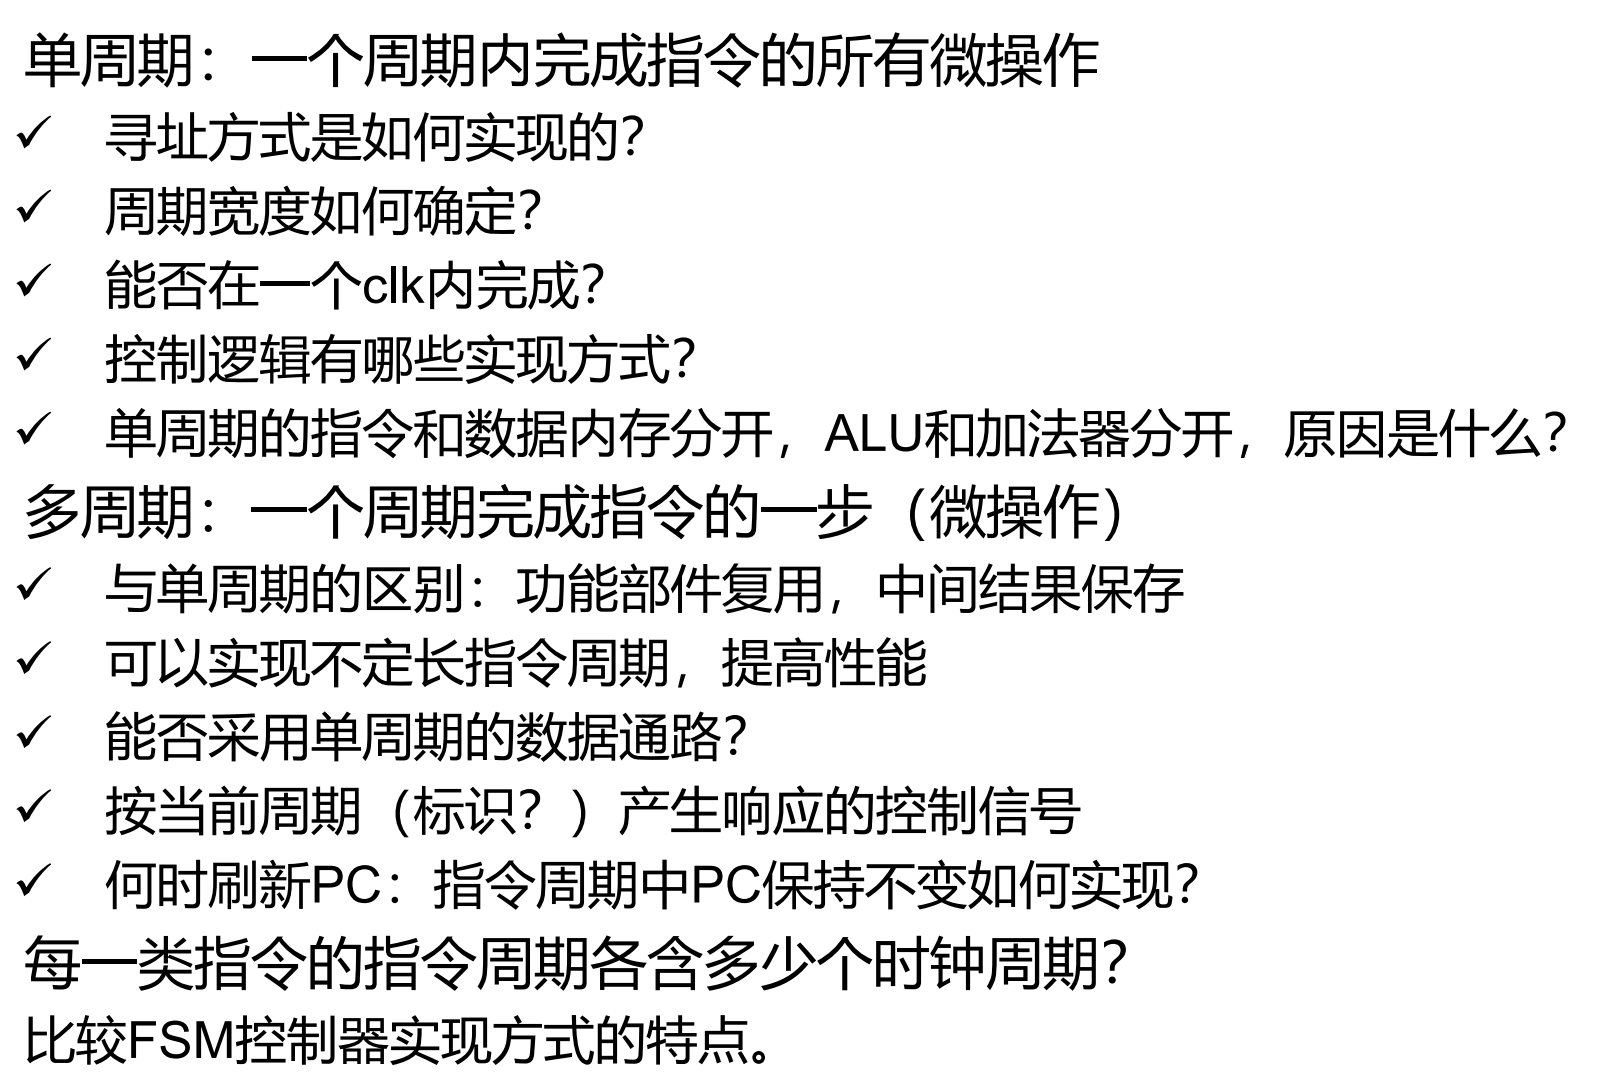 单周期：一个周期内完成指令的所有微操作
✓ 寻址方式是如何实现的？
✓ 周期宽度如何确定？
✓ 能否在一个clk内完成？
✓ 控制逻辑有哪些实现方式？
✓ 单周期的指令和数据内存分开，ALU和加法器分开，原因是什么？
多周期：一个周期完成指令的一步（微操作）
✓ 与单周期的区别：功能部件复用，中间结果保存
✓ 可以实现不定长指令周期，提高性能
✓ 能否采用单周期的数据通路？
✓ 按当前周期（标识？）产生响应的控制信号
✓ 何时刷新PC：指令周期中PC保持不变如何实现？
每一类指令的指令周期各含多少个时钟周期？
比较FSM控制器实现方式的特点。